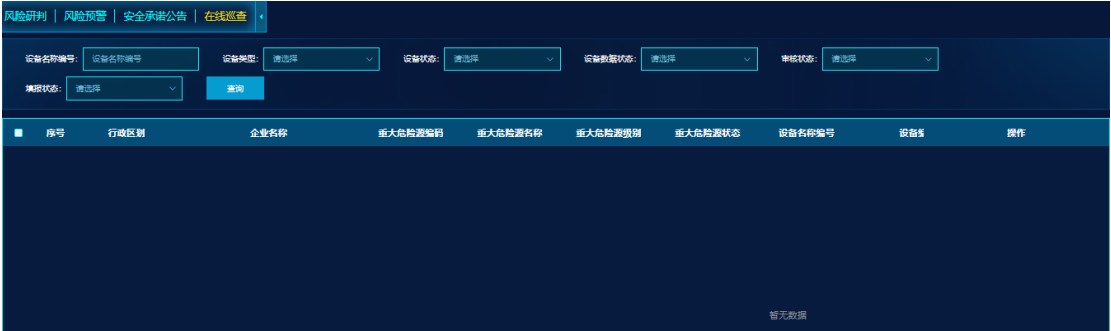 风险研判 | 风险预警 | 安全承诺公告 | 在线巡查
设备名称编号: 设备名称编号 设备类型: 请选择 设备状态: 请选择 设备数据状态: 请选择 审核状态: 请选择
填报状态: 请选择 查询
序号 行政区划 企业名称 重大危险源编码 重大危险源名称 重大危险源级别 重大危险源状态 设备名称编号 设备 操作
暂无数据